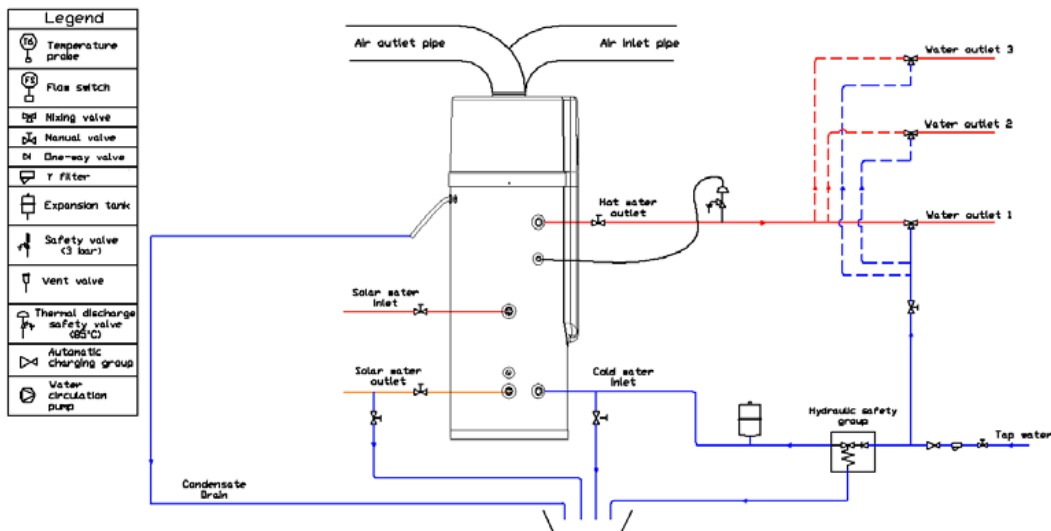 Legend
T6
Temperature
probe
FS
Flow switch
Mixing valve
Manual valve
One-way valve
Y filter
Expansion tank
Safety valve
(3 bar)
Vent valve
Thermal discharge
safety valve
(85°C)
Automatic
charging group
Water
circulation
pump
Air outlet pipe
Air inlet pipe
Water outlet 3
Water outlet 2
Hot water
outlet
Water outlet 1
Solar water
inlet
Solar water
outlet
Cold water
inlet
Hydraulic safety
group
Tap water
Condensate
Drain